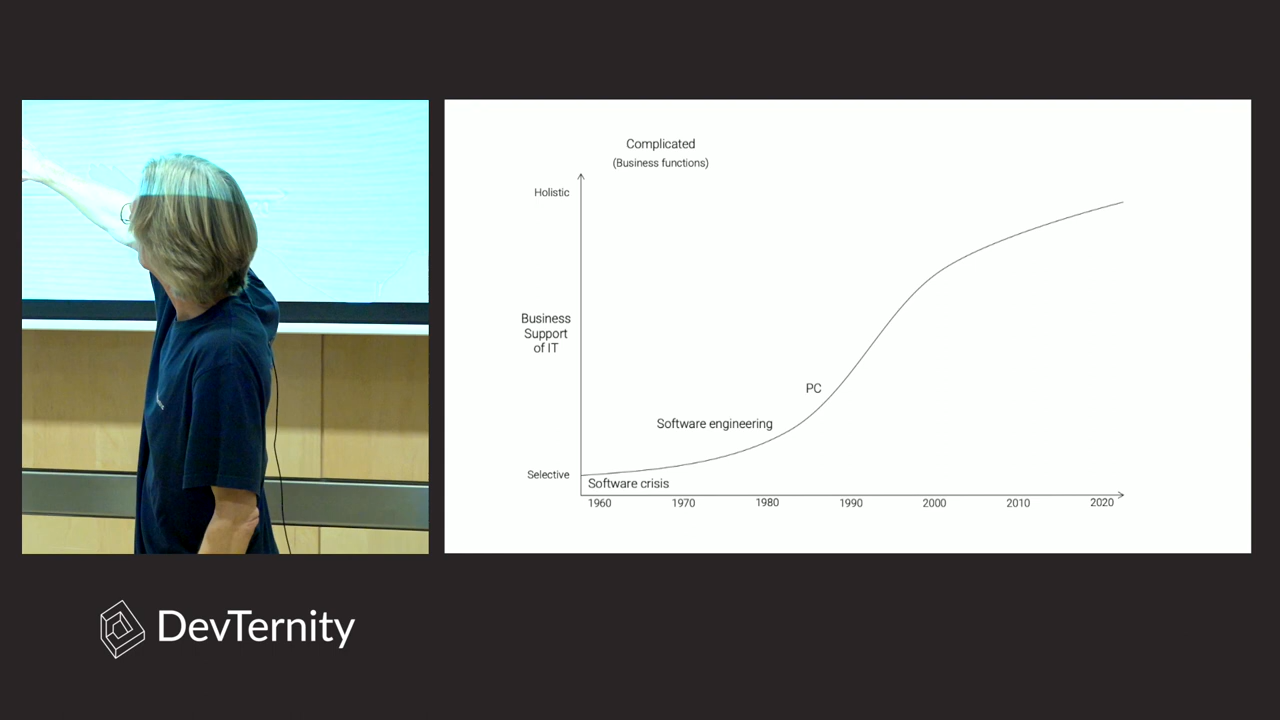 Complicated
(Business functions)
Holistic
Business
Support
of IT
PC
Software engineering
Selective
Software crisis
1960 1970 1980 1990 2000 2010 2020
DevTernity